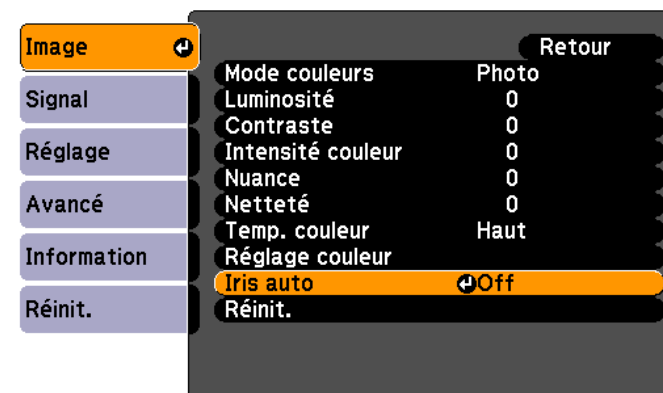 Image
Signal
Réglage
Avancé
Information
Réinit.
Retour
Mode couleurs Photo
Luminosité 0
Contraste 0
Intensité couleur 0
Nuance 0
Netteté 0
Temp. couleur Haut
Réglage couleur
Iris auto Off
Réinit.